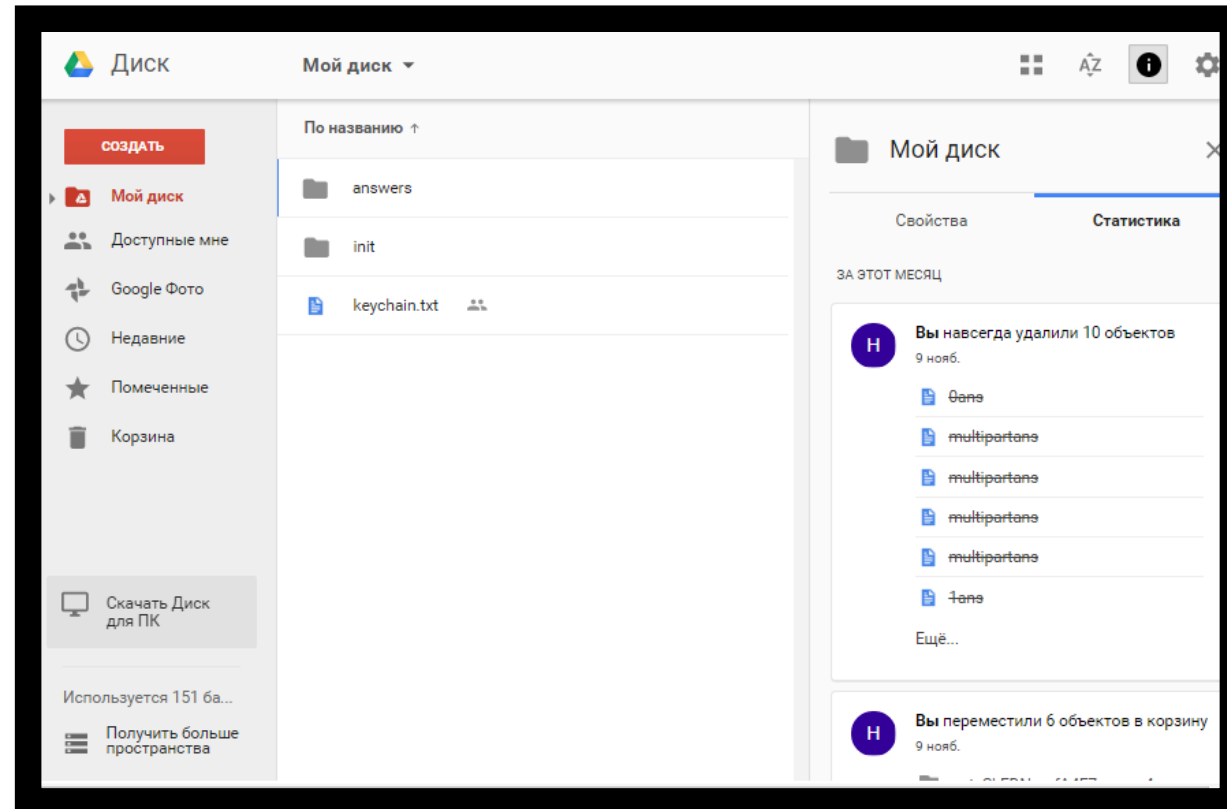 Диск
Мой диск
AZ
СОЗДАТЬ
Мой диск
Доступные мне
Google Фото
Недавние
Помеченные
Корзина
Скачать Диск
для ПК
Используется 151 ба...
Получить больше
пространства
По названию ↑
answers
init
keychain.txt
Мой диск
Свойства
Статистика
ЗА ЭТОТ МЕСЯЦ
H
Вы навсегда удалили 10 объектов
9 нояб.
0ans
multipartans
multipartans
multipartans
multipartans
1ans
Ещё...
H
Вы переместили 6 объектов в корзину
9 нояб.